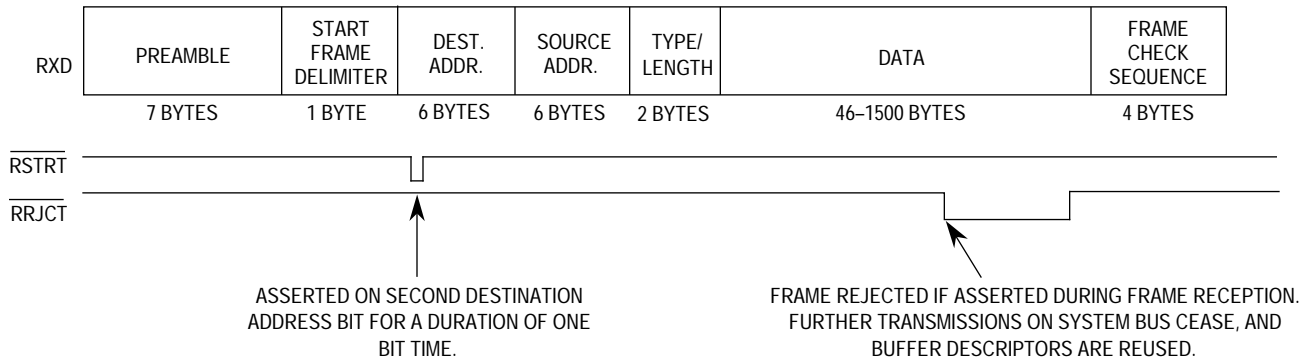 RXD
PREAMBLE
START
FRAME
DELIMITER
DEST.
ADDR.
SOURCE
ADDR.
TYPE/
LENGTH
DATA
FRAME
CHECK
SEQUENCE
7 BYTES
1 BYTE
6 BYTES
6 BYTES
2 BYTES
46–1500 BYTES
4 BYTES
RSTRT
RRJCT
ASSERTED ON SECOND DESTINATION
ADDRESS BIT FOR A DURATION OF ONE
BIT TIME.
FRAME REJECTED IF ASSERTED DURING FRAME RECEPTION.
FURTHER TRANSMISSIONS ON SYSTEM BUS CEASE, AND
BUFFER DESCRIPTORS ARE REUSED.